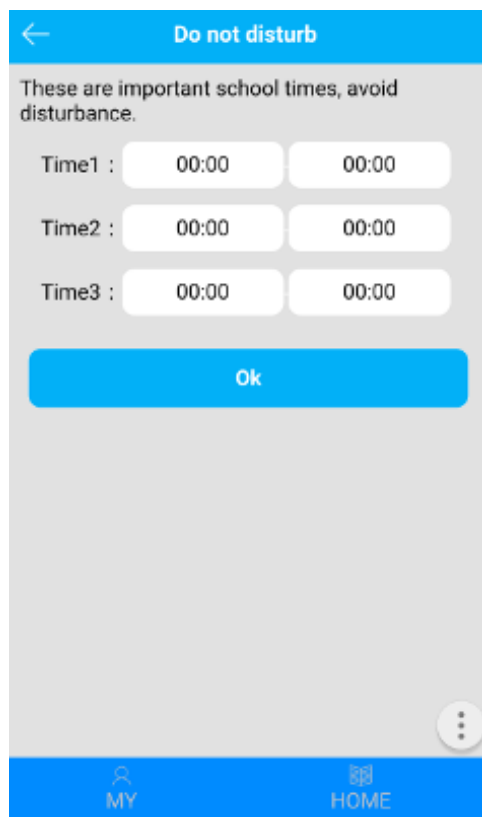 Do not disturb
These are important school times, avoid
disturbance.
Time1 : 00:00 00:00
Time2 : 00:00 00:00
Time3 : 00:00 00:00
Ok
MY HOME